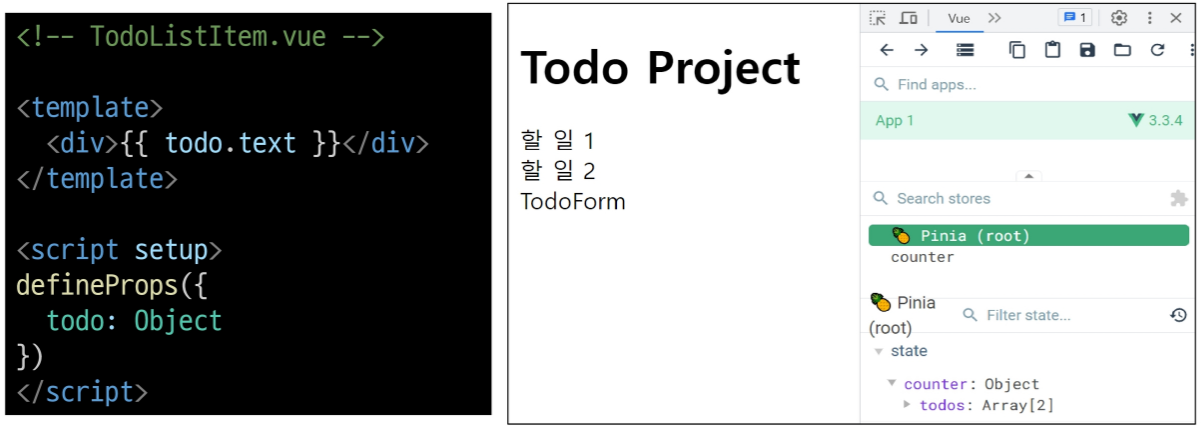 <!-- TodoListItem.vue -->
<template>
  <div>{{ todo.text }}</div>
</template>
<script setup>
defineProps({
  todo: Object
})
</script>
Todo Project
할 일 1
할 일 2
TodoForm
Vue
1
Find apps...
App 1
3.3.4
Search stores
Pinia (root)
counter
Pinia
(root)
Filter state...
state
counter: Object
todos: Array[2]